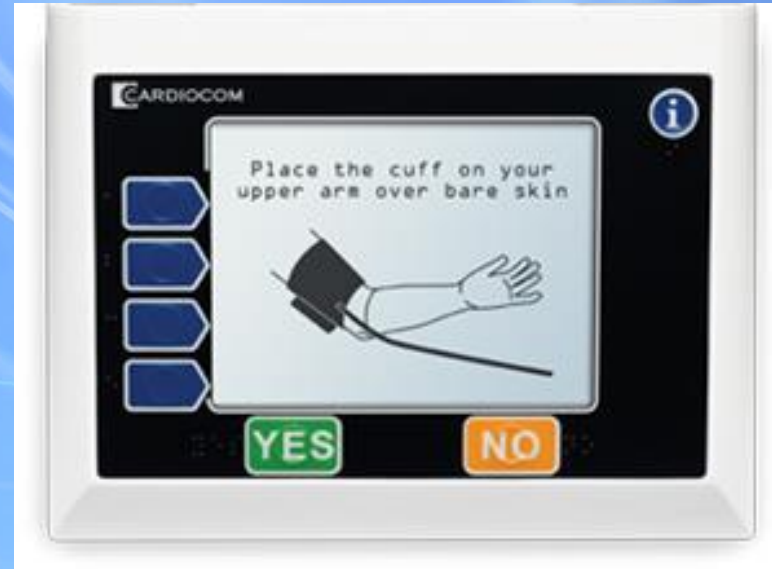 CARDIOCOM
i
Place the cuff on your
upper arm over bare skin
YES
NO